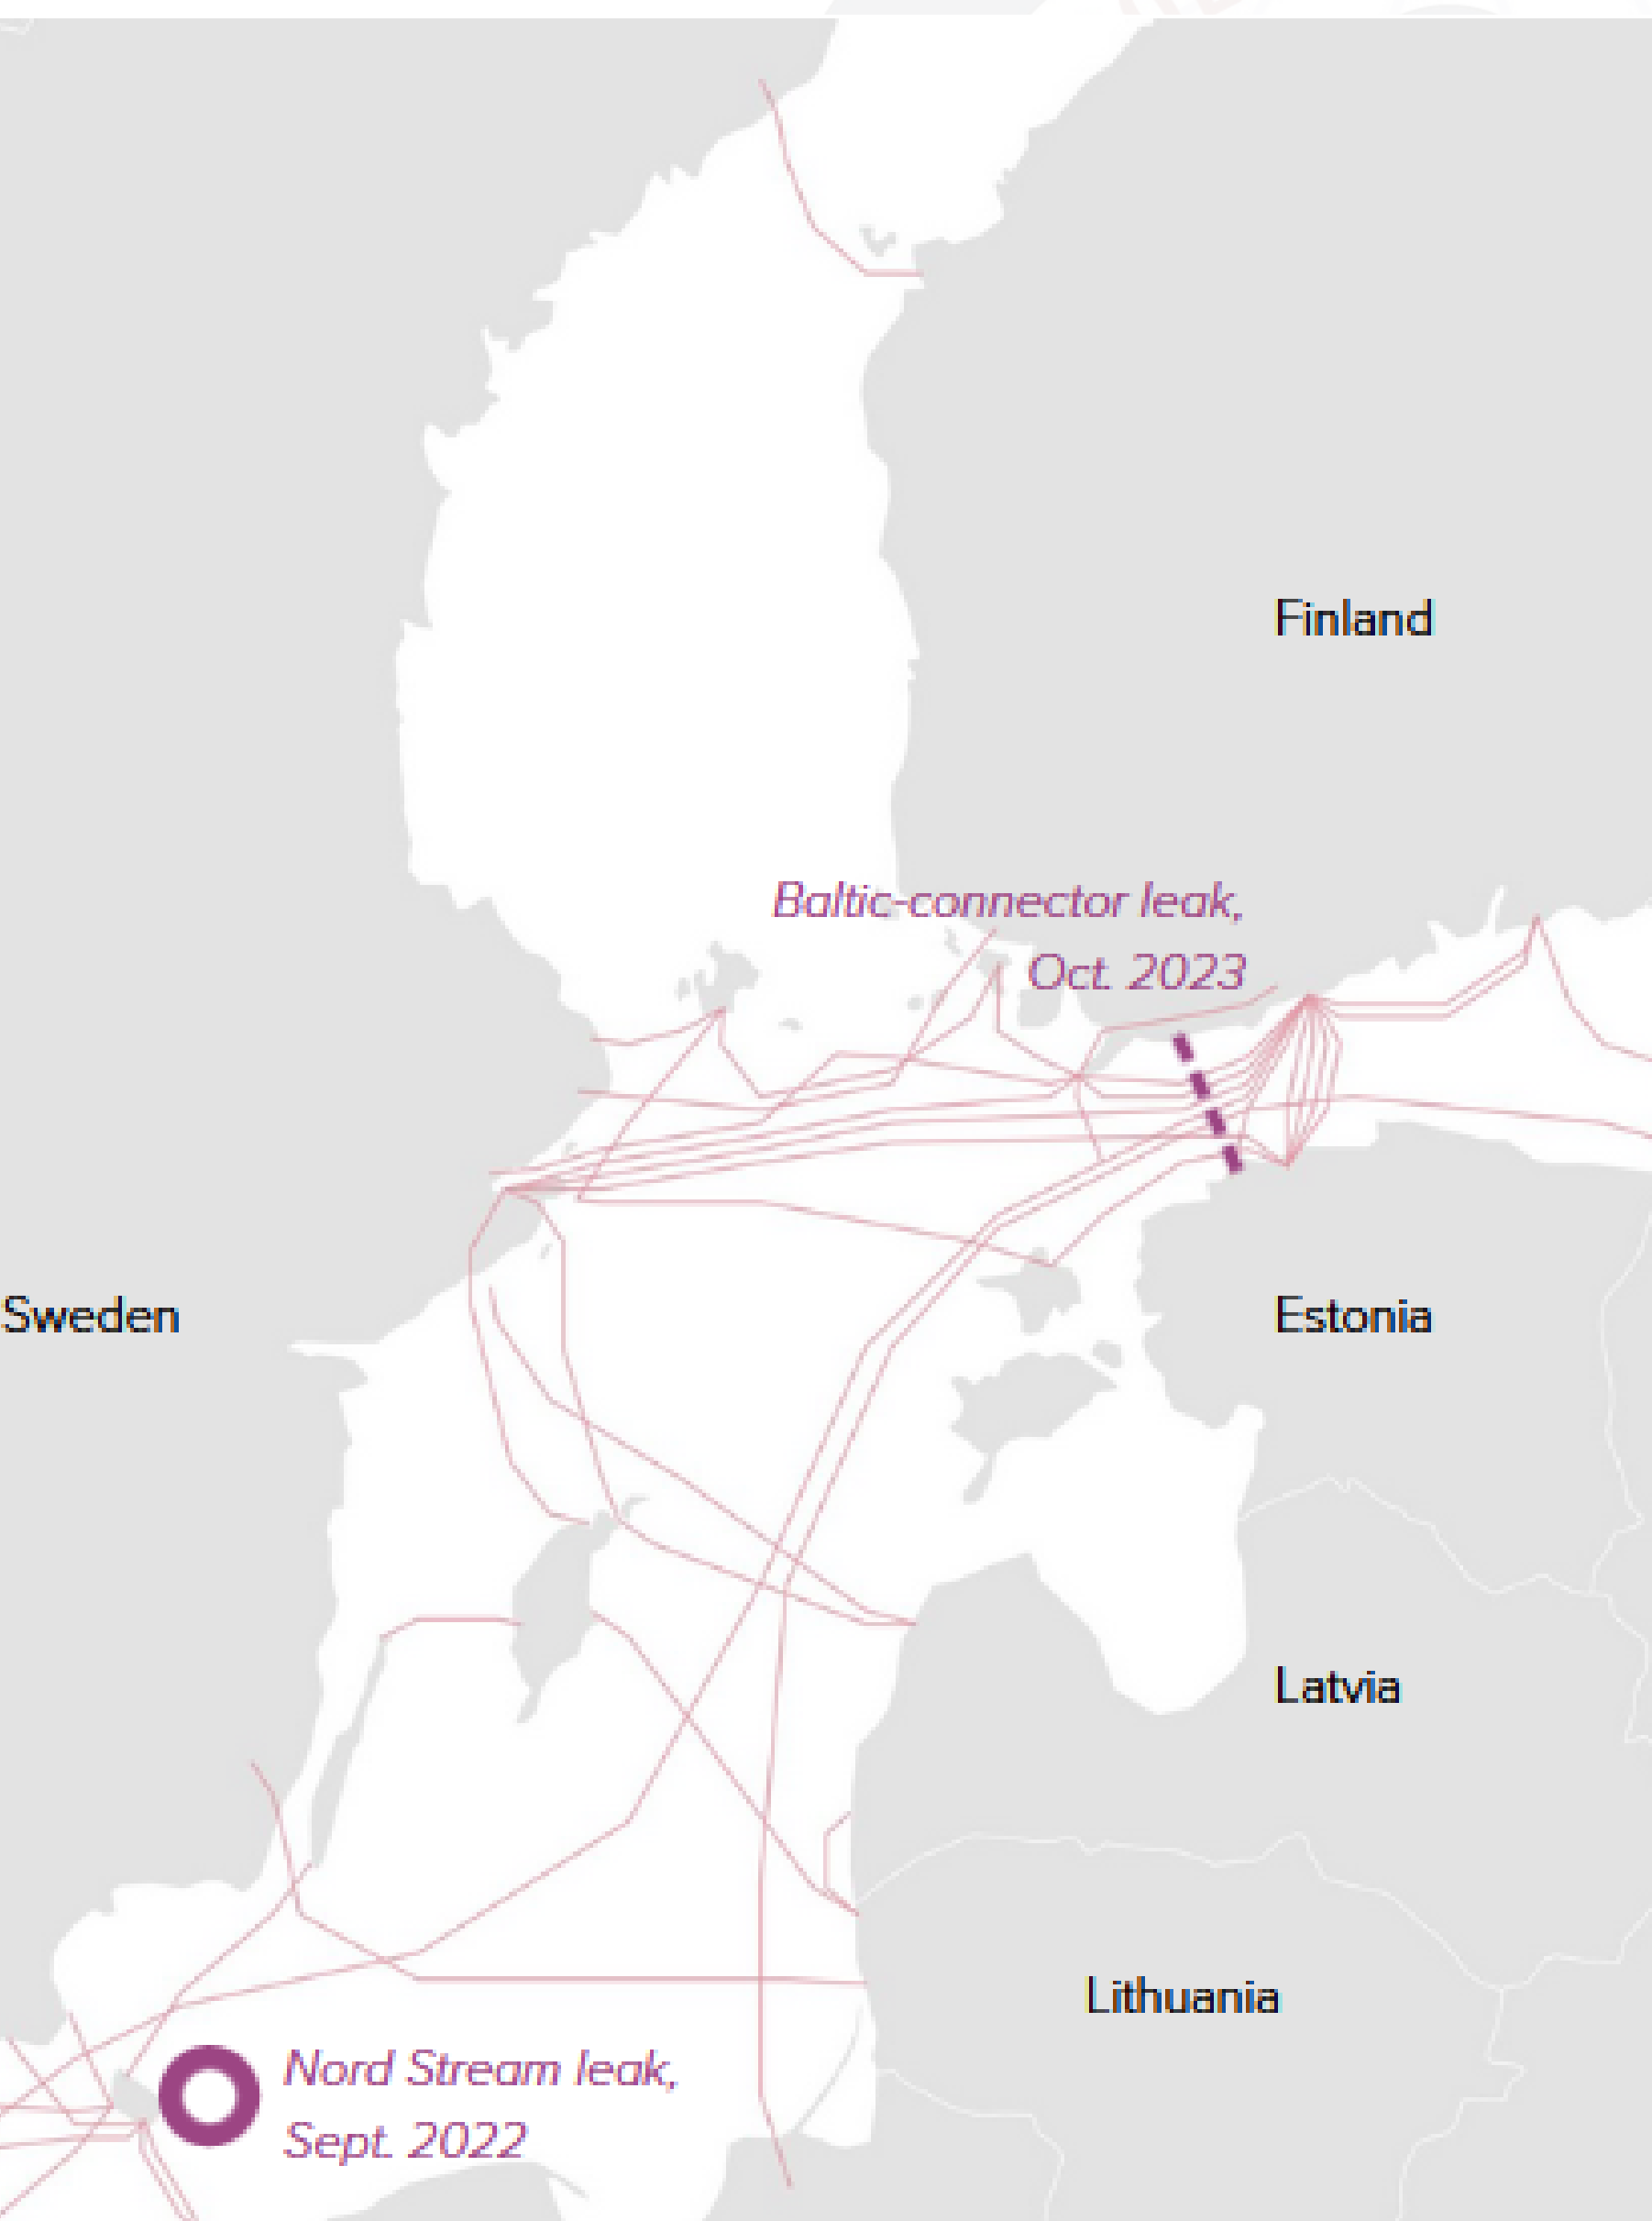 Finland
Baltic-connector leak,
Oct. 2023
Sweden
Estonia
Latvia
Lithuania
Nord Stream leak,
Sept. 2022